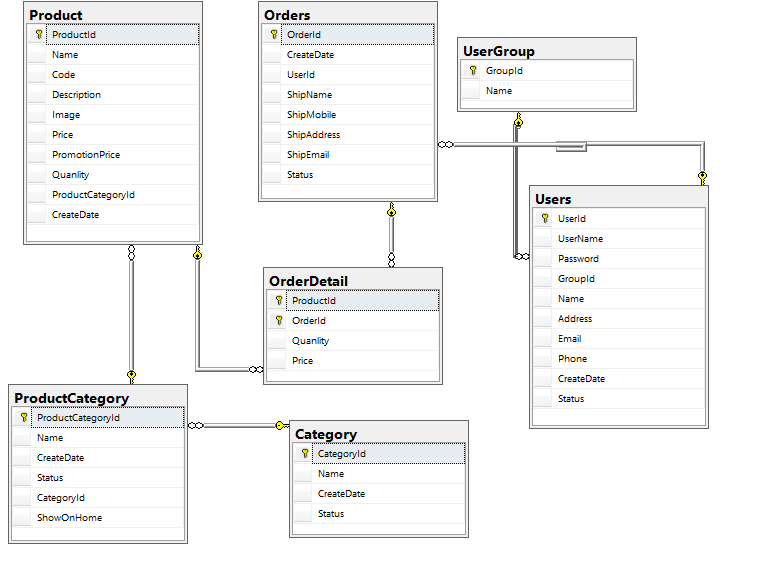 Product
ProductId
Name
Code
Description
Image
Price
PromotionPrice
Quanlity
ProductCategoryId
CreateDate
Orders
OrderId
CreateDate
UserId
ShipName
ShipMobile
ShipAddress
ShipEmail
Status
UserGroup
GroupId
Name
Users
UserId
UserName
Password
GroupId
Name
Address
Email
Phone
CreateDate
Status
OrderDetail
ProductId
OrderId
Quanlity
Price
ProductCategory
ProductCategoryId
Name
CreateDate
Status
CategoryId
ShowOnHome
Category
CategoryId
Name
CreateDate
Status